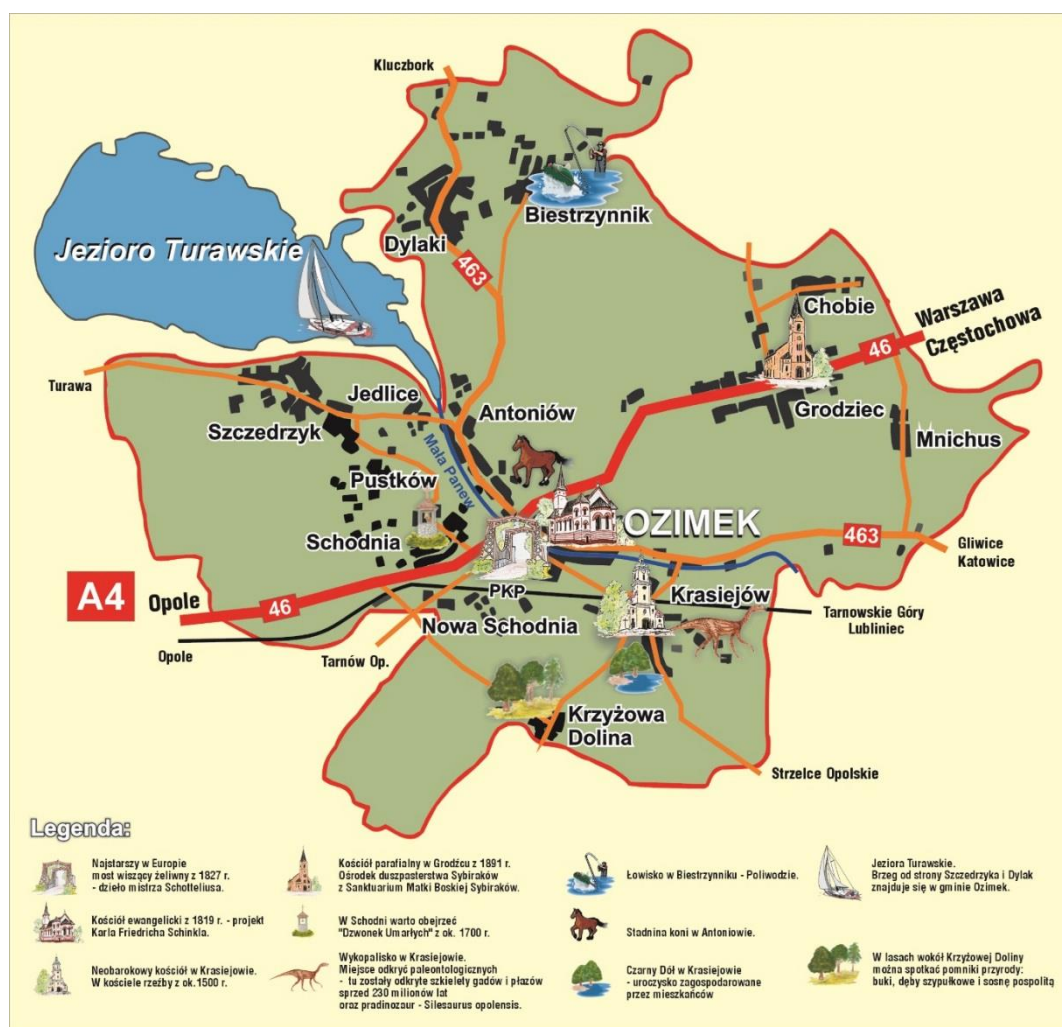 Kluczbork
Biestrzynnik
Dylaki
463
Jezioro Turawskie
Chobie
Warszawa
Częstochowa
46
Turawa
Jedlice
Antoniów
Grodziec
Szczedrzyk
Mnichus
Mała Panew
Pustków
OZIMEK
Schodnia
463
Gliwice
Katowice
A4
Opole
46
PKP
Krasiejów
Nowa Schodnia
Tarnowskie Góry
Lubliniec
Opole
Tarnów Op.
Krzyżowa
Dolina
Strzelce Opolskie
Legenda:
Najstarszy w Europie
most wiszący żeliwny z 1827 r.
- dzieło mistrza Schotteliusa.
Kościół ewangelicki z 1819 r. - projekt
Karla Friedricha Schinkla.
Neobarokowy kościół w Krasiejowie.
W kościele rzeźby z ok.1500 r.
Kościół parafialny w Grodźcu z 1891 r.
Ośrodek duszpasterstwa Sybiraków
z Sanktuarium Matki Boskiej Sybiraków.
W Schodni warto obejrzeć
"Dzwonek Umarłych" z ok. 1700 r.
Wykopalisko w Krasiejowie.
Miejsce odkryć paleontologicznych
- tu zostały odkryte szkielety gadów i płazów
sprzed 230 milionów lat
oraz pradinozaur - Silesaurus opolensis.
Łowisko w Biestrzynniku - Poliwodzie.
Stadnina koni w Antoniowie.
Czarny Dół w Krasiejowie
- uroczysko zagospodarowane
przez mieszkańców
Jeziora Turawskie.
Brzeg od strony Szczedrzyka i Dylak
znajduje się w gminie Ozimek.
W lasach wokół Krzyżowej Doliny
można spotkać pomniki przyrody:
buki, dęby szypułkowe i sosnę pospolitą